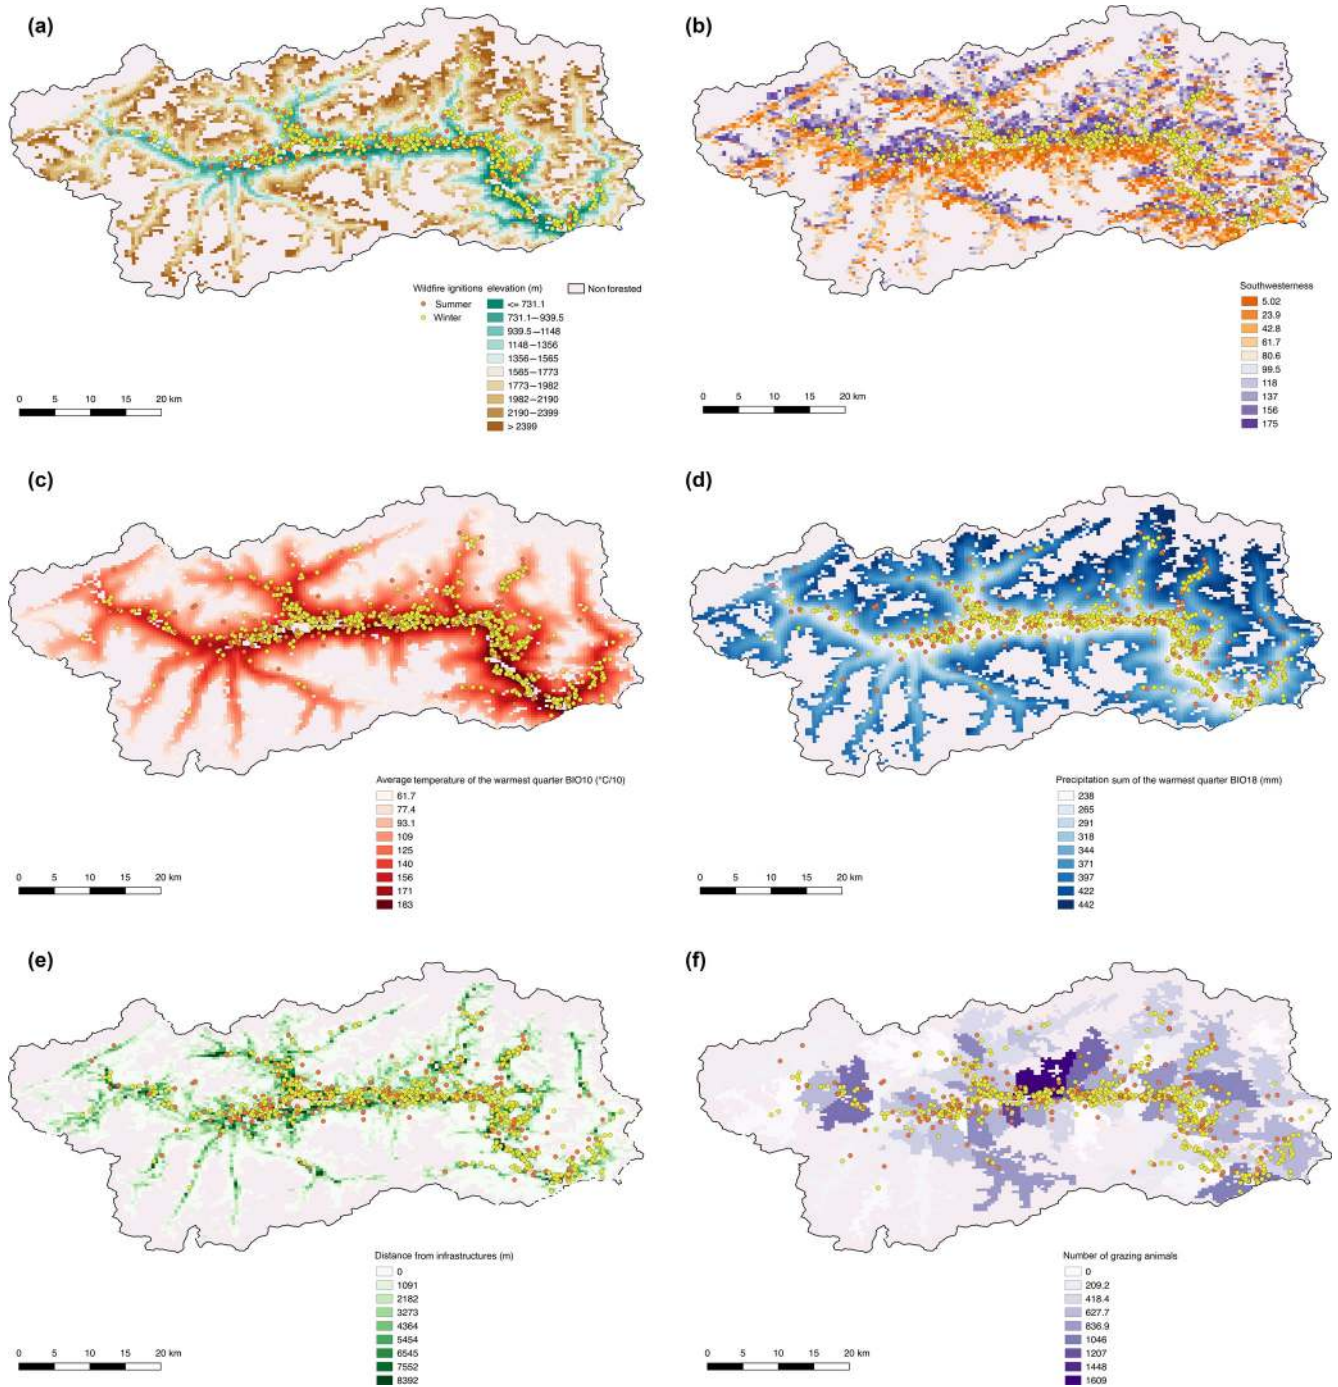 (a)
Wildfire ignitions elevation (m) Non forested
Summer <= 731.1
Winter 731.1–939.5
939.5–1148
1148–1356
1356–1565
1565–1773
1773–1982
1982–2190
2190–2399
> 2399
0 5 10 15 20 km
(b)
Southwesterness
5.02
23.9
42.8
61.7
80.6
99.5
118
137
156
175
0 5 10 15 20 km
(c)
Average temperature of the warmest quarter BIO10 (°C/10)
61.7
77.4
93.1
109
125
140
156
171
183
0 5 10 15 20 km
(d)
Precipitation sum of the warmest quarter BIO18 (mm)
238
265
291
318
344
371
397
422
442
0 5 10 15 20 km
(e)
Distance from infrastructures (m)
0
1091
2182
3273
4364
5454
6545
7552
8392
0 5 10 15 20 km
(f)
Number of grazing animals
0
209.2
418.4
627.7
836.9
1046
1207
1448
1609
0 5 10 15 20 km